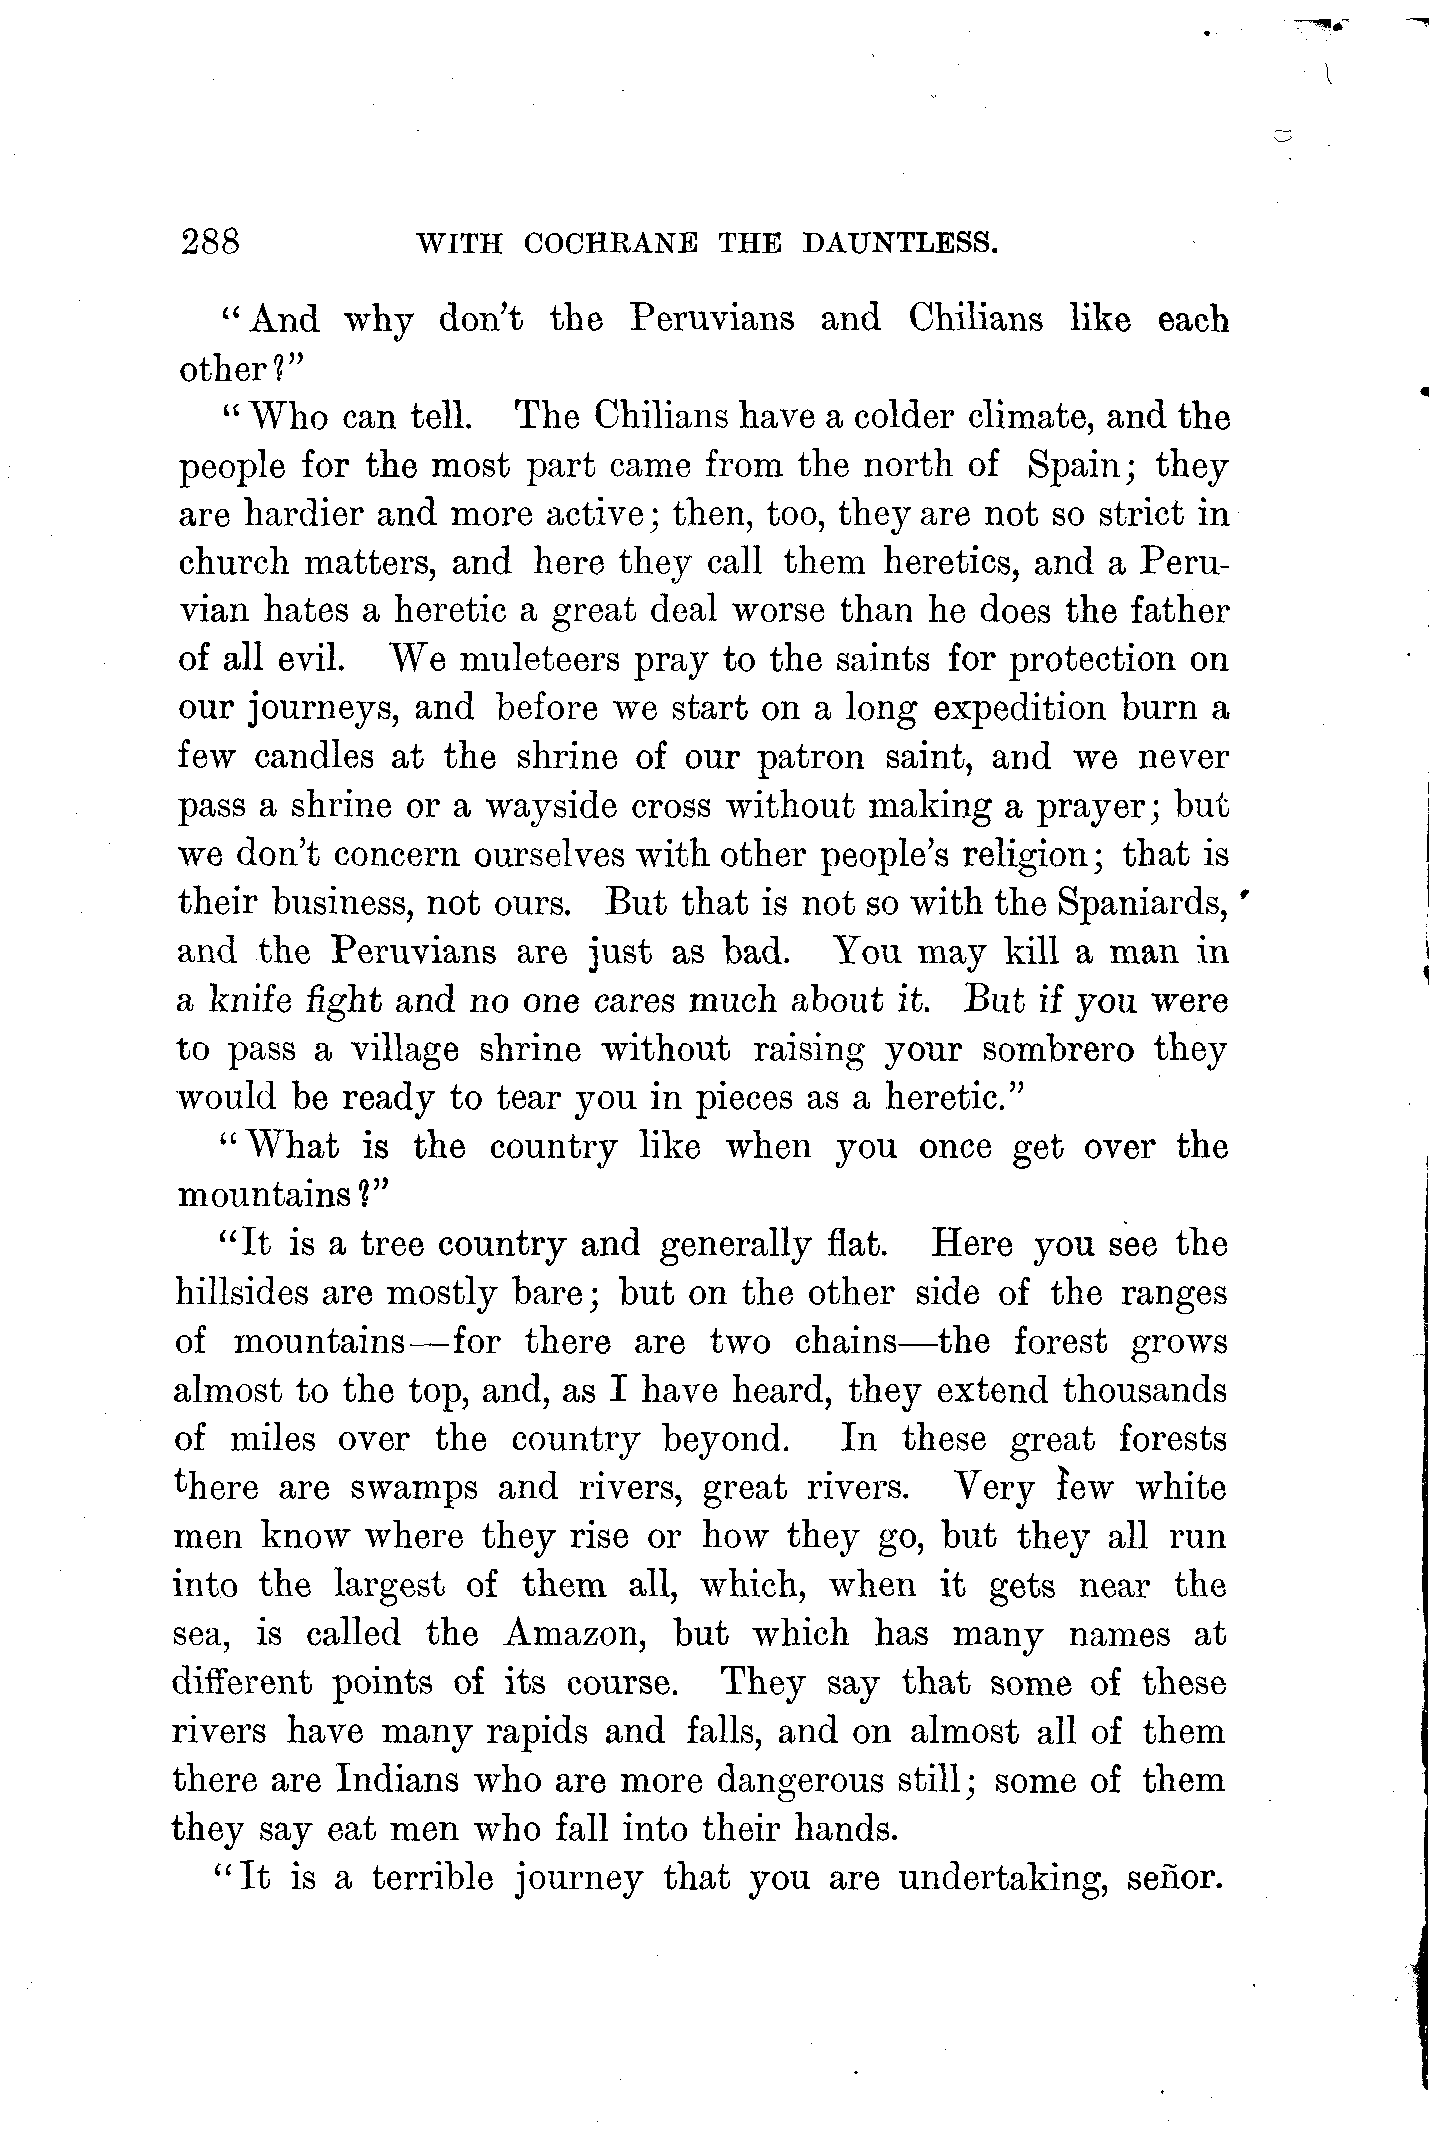 288 WITH COCHRANE THE DAUNTLESS.
“And why don't the Peruvians and Chilians like each
other?”
“Who can tell. The Chilians have a colder climate, and the
people for the most part came from the north of Spain; they
are hardier and more active; then, too, they are not so strict in
church matters, and here they call them heretics, and a Peru-
vian hates a heretic a great deal worse than he does the father
of all evil. We muleteers pray to the saints for protection on
our journeys, and before we start on a long expedition burn a
few candles at the shrine of our patron saint, and we never
pass a shrine or a wayside cross without making a prayer; but
we don't concern ourselves with other people's religion; that is
their business, not ours. But that is not so with the Spaniards,
and the Peruvians are just as bad. You may kill a man in
a knife fight and no one cares much about it. But if you were
to pass a village shrine without raising your sombrero they
would be ready to tear you in pieces as a heretic.”
“What is the country like when you once get over the
mountains?”
“It is a tree country and generally flat. Here you see the
hillsides are mostly bare; but on the other side of the ranges
of mountains—for there are two chains—the forest grows
almost to the top, and, as I have heard, they extend thousands
of miles over the country beyond. In these great forests
there are swamps and rivers, great rivers. Very few white
men know where they rise or how they go, but they all run
into the largest of them all, which, when it gets near the
sea, is called the Amazon, but which has many names at
different points of its course. They say that some of these
rivers have many rapids and falls, and on almost all of them
there are Indians who are more dangerous still; some of them
they say eat men who fall into their hands.
“It is a terrible journey that you are undertaking, señor.